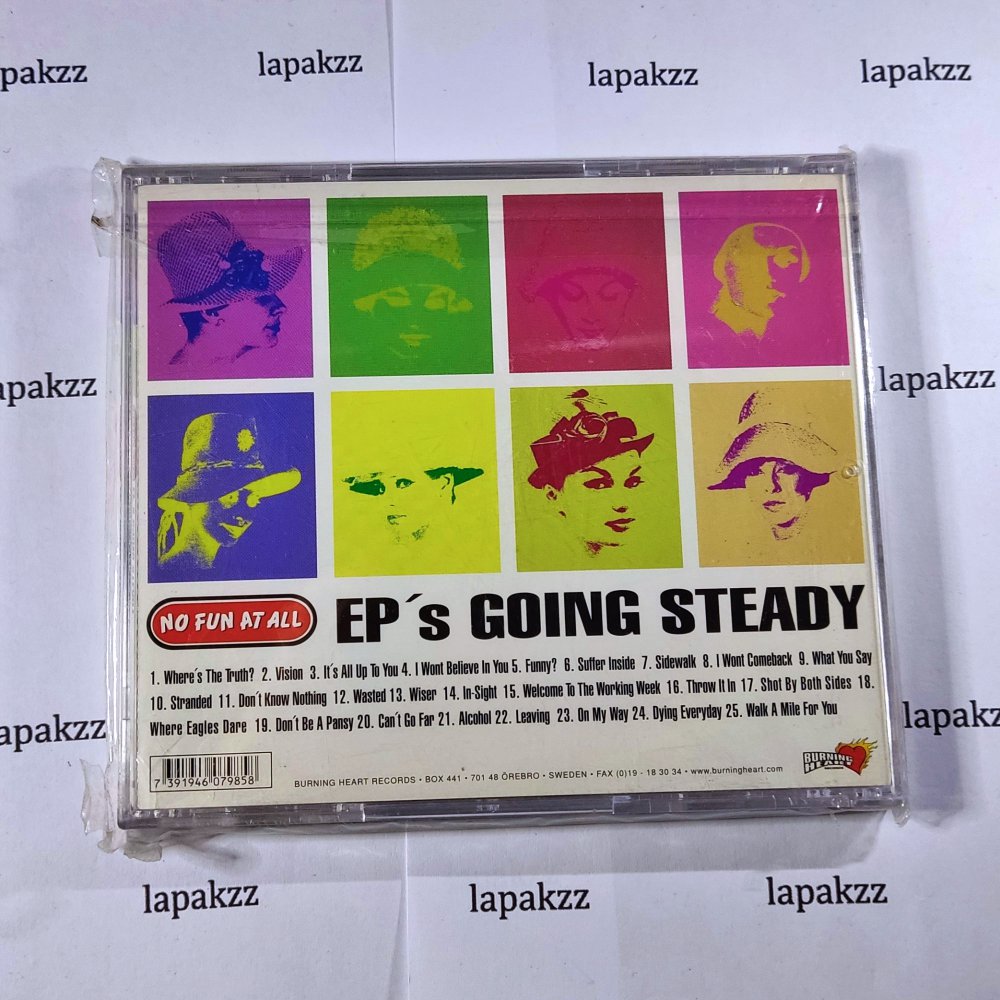 lapakzz
lapakzz
lapakzz
lapakzz
lapakzz
lapakzz
NO FUN AT ALL
EP´s GOING STEADY
1. Where´s The Truth? 2. Vision 3. It´s All Up To You 4. I Wont Believe In You 5. Funny? 6. Suffer Inside 7. Sidewalk 8. I Wont Comeback 9. What You Say
10. Stranded 11. Don´t Know Nothing 12. Wasted 13. Wiser 14. In-Sight 15. Welcome To The Working Week 16. Throw It In 17. Shot By Both Sides 18.
Where Eagles Dare 19. Don´t Be A Pansy 20. Can´t Go Far 21. Alcohol 22. Leaving 23. On My Way 24. Dying Everyday 25. Walk A Mile For You
lapakzz
lapakzz
7 391946 079858
BURNING HEART RECORDS • BOX 441 • 701 48 ÖREBRO • SWEDEN • FAX (0)19 - 18 30 34 • www.burningheart.com
BURNING
HEART
lapakzz
lapakzz
lapakzz